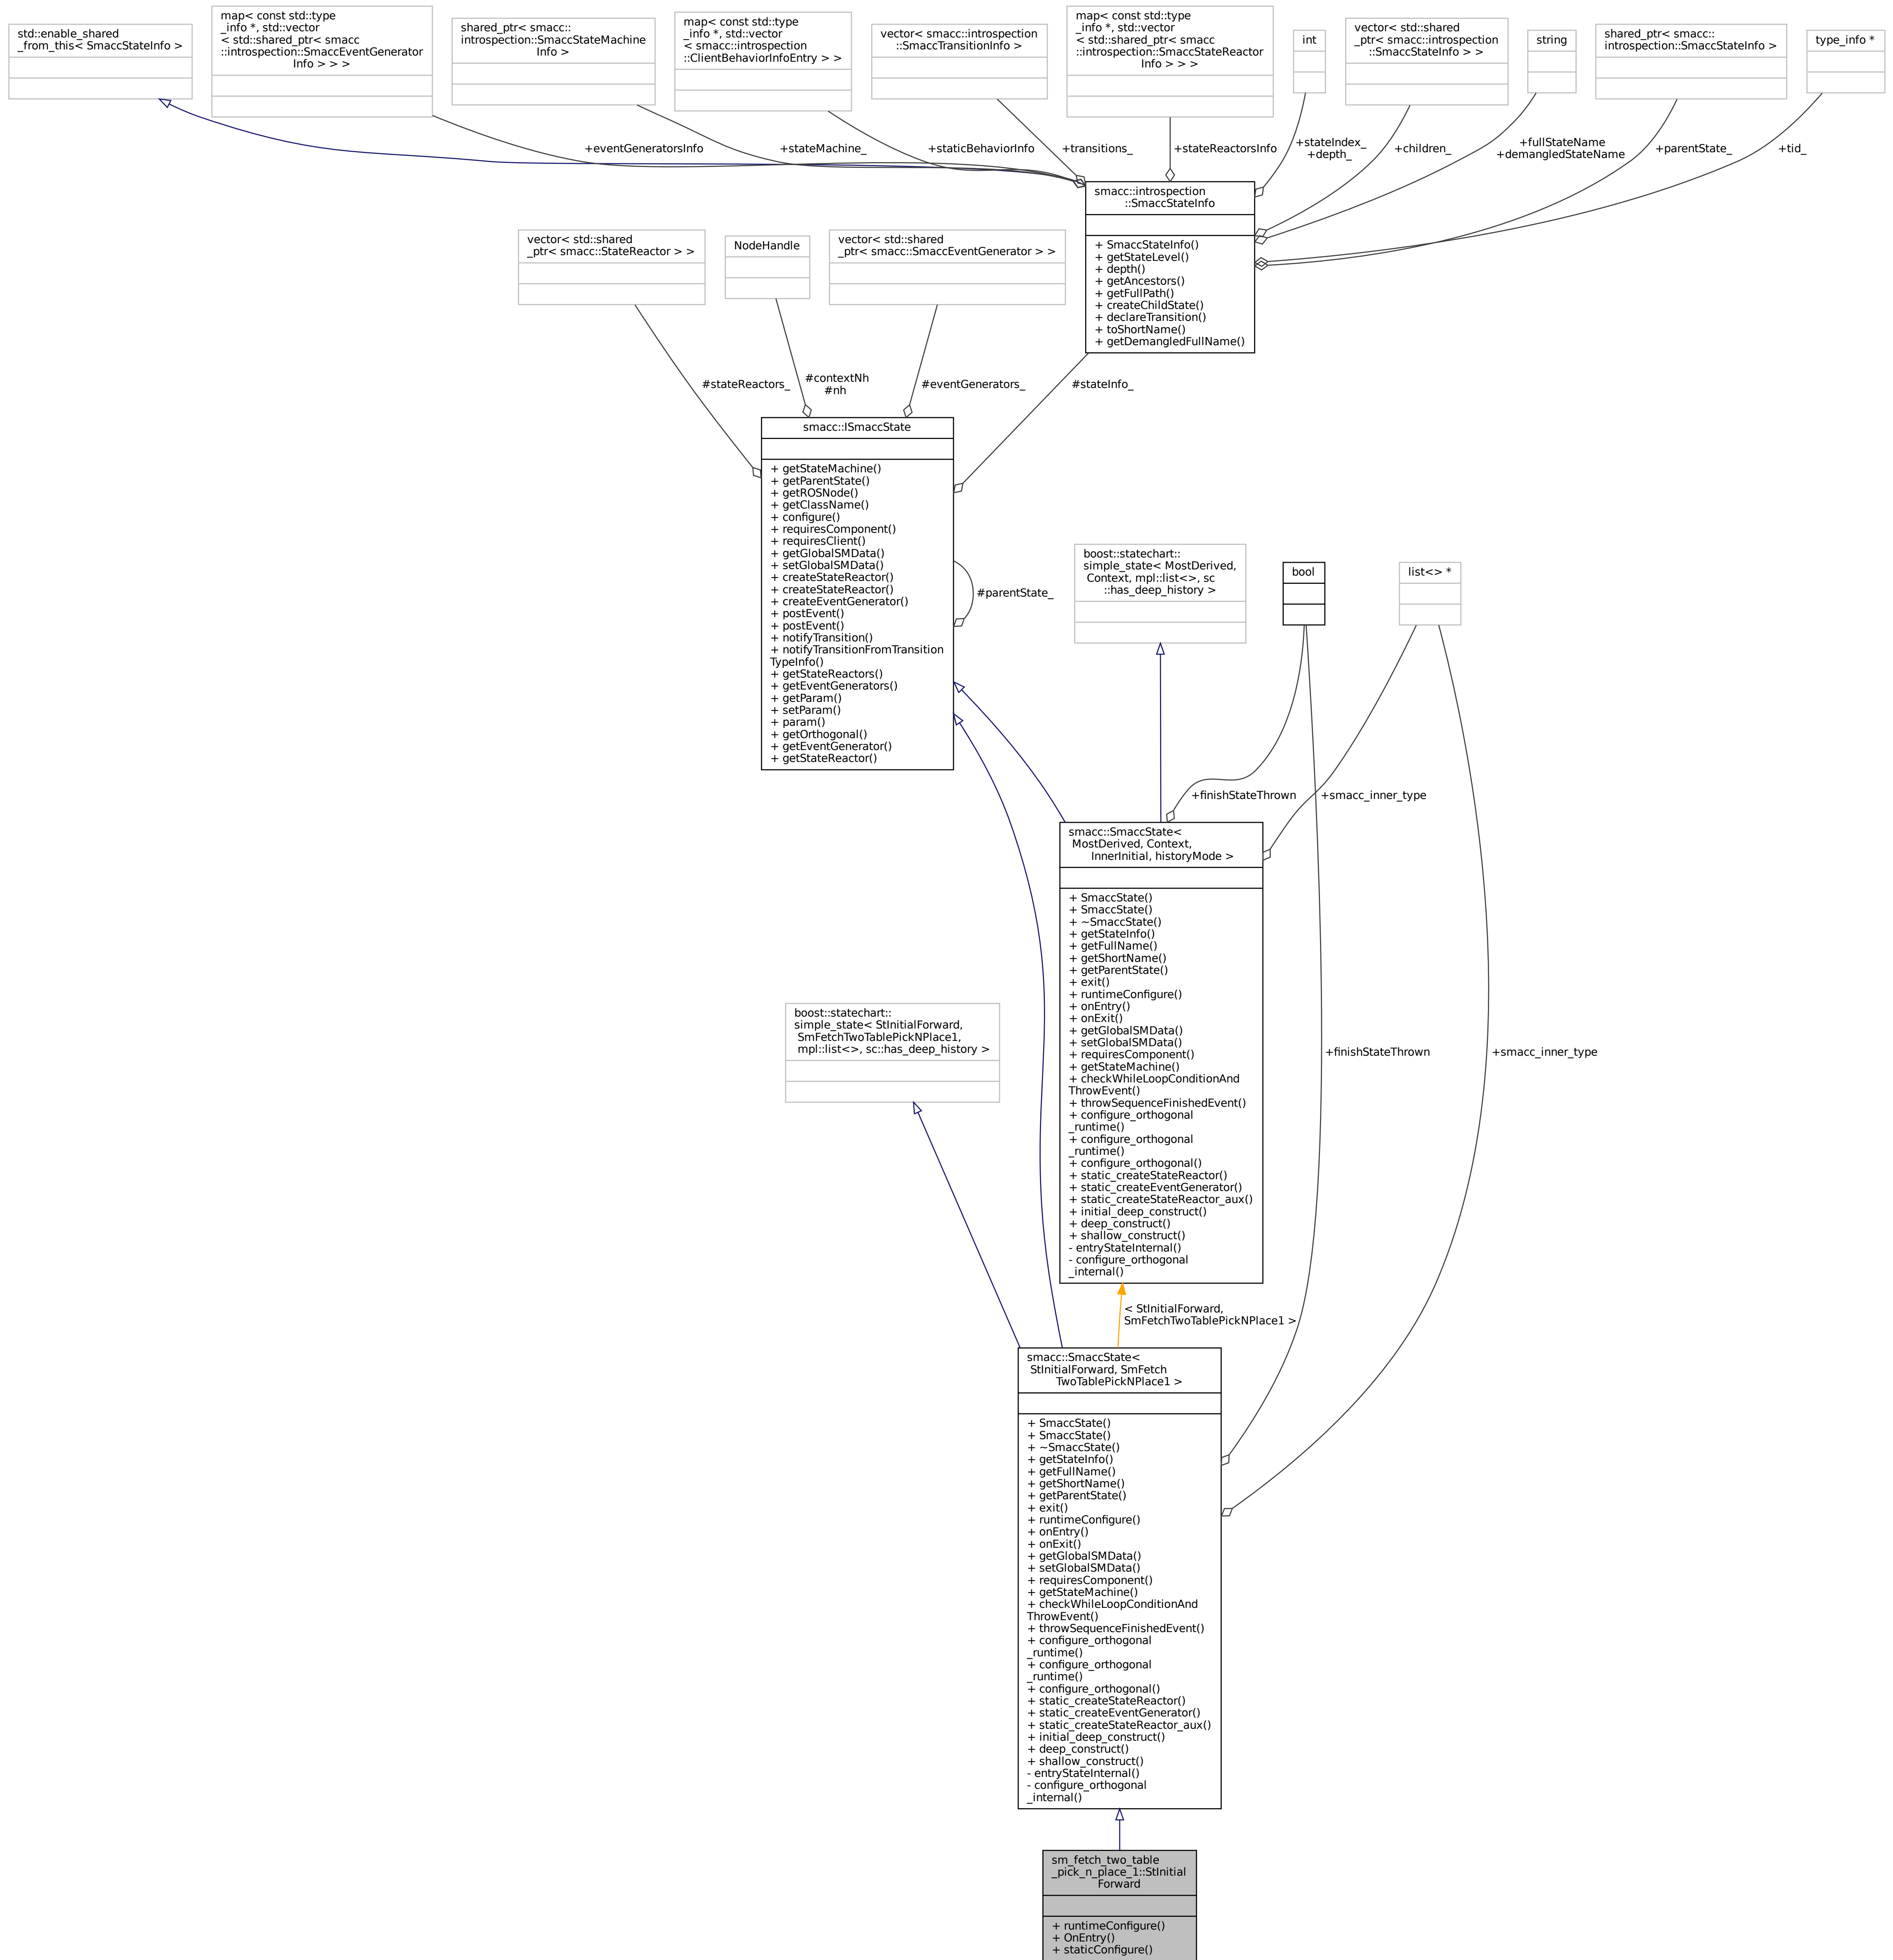 std::enable_shared
_from_this< SmaccStateInfo >
map< const std::type
_info *, std::vector
< std::shared_ptr< smacc
::introspection::SmaccEventGenerator
Info > > >
shared_ptr< smacc::
introspection::SmaccStateMachine
Info >
map< const std::type
_info *, std::vector
< smacc::introspection
::ClientBehaviorInfoEntry > >
vector< smacc::introspection
::SmaccTransitionInfo >
map< const std::type
_info *, std::vector
< std::shared_ptr< smacc
::introspection::SmaccStateReactor
Info > > >
int
vector< std::shared
_ptr< smacc::introspection
::SmaccStateInfo > >
string
shared_ptr< smacc::
introspection::SmaccStateInfo >
type_info *
+eventGeneratorsInfo
+stateMachine_
+staticBehaviorInfo
+transitions_
+stateReactorsInfo
+stateIndex_
+depth_
+children_
+fullStateName
+demangledStateName
+parentState_
+tid_
smacc::introspection
::SmaccStateInfo
+ SmaccStateInfo()
+ getStateLevel()
+ depth()
+ getAncestors()
+ getFullPath()
+ createChildState()
+ declareTransition()
+ toShortName()
+ getDemangledFullName()
vector< std::shared
_ptr< smacc::StateReactor > >
NodeHandle
vector< std::shared
_ptr< smacc::SmaccEventGenerator > >
#stateReactors_
#contextNh
#nh
#eventGenerators_
#stateInfo_
smacc::ISmaccState
+ getStateMachine()
+ getParentState()
+ getROSNode()
+ getClassName()
+ configure()
+ requiresComponent()
+ requiresClient()
+ getGlobalSMData()
+ setGlobalSMData()
+ createStateReactor()
+ createStateReactor()
+ createEventGenerator()
+ postEvent()
+ postEvent()
+ notifyTransition()
+ notifyTransitionFromTransition
TypeInfo()
+ getStateReactors()
+ getEventGenerators()
+ getParam()
+ setParam()
+ param()
+ getOrthogonal()
+ getEventGenerator()
+ getStateReactor()
#parentState_
boost::statechart::
simple_state< MostDerived,
Context, mpl::list<>, sc
::has_deep_history >
bool
list<> *
+finishStateThrown
+smacc_inner_type
smacc::SmaccState<
MostDerived, Context,
InnerInitial, historyMode >
+ SmaccState()
+ SmaccState()
+ ~SmaccState()
+ getStateInfo()
+ getFullName()
+ getShortName()
+ getParentState()
+ exit()
+ runtimeConfigure()
+ onEntry()
+ onExit()
+ getGlobalSMData()
+ setGlobalSMData()
+ requiresComponent()
+ getStateMachine()
+ checkWhileLoopConditionAnd
ThrowEvent()
+ throwSequenceFinishedEvent()
+ configure_orthogonal
_runtime()
+ configure_orthogonal
_runtime()
+ configure_orthogonal()
+ static_createStateReactor()
+ static_createEventGenerator()
+ static_createStateReactor_aux()
+ initial_deep_construct()
+ deep_construct()
+ shallow_construct()
- entryStateInternal()
- configure_orthogonal
_internal()
boost::statechart::
simple_state< StInitialForward,
SmFetchTwoTablePickNPlace1,
mpl::list<>, sc::has_deep_history >
+finishStateThrown
+smacc_inner_type
< StInitialForward,
SmFetchTwoTablePickNPlace1 >
smacc::SmaccState<
StInitialForward, SmFetch
TwoTablePickNPlace1 >
+ SmaccState()
+ SmaccState()
+ ~SmaccState()
+ getStateInfo()
+ getFullName()
+ getShortName()
+ getParentState()
+ exit()
+ runtimeConfigure()
+ onEntry()
+ onExit()
+ getGlobalSMData()
+ setGlobalSMData()
+ requiresComponent()
+ getStateMachine()
+ checkWhileLoopConditionAnd
ThrowEvent()
+ throwSequenceFinishedEvent()
+ configure_orthogonal
_runtime()
+ configure_orthogonal
_runtime()
+ configure_orthogonal()
+ static_createStateReactor()
+ static_createEventGenerator()
+ static_createStateReactor_aux()
+ initial_deep_construct()
+ deep_construct()
+ shallow_construct()
- entryStateInternal()
- configure_orthogonal
_internal()
sm_fetch_two_table
_pick_n_place_1::StInitial
Forward
+ runtimeConfigure()
+ OnEntry()
+ staticConfigure()